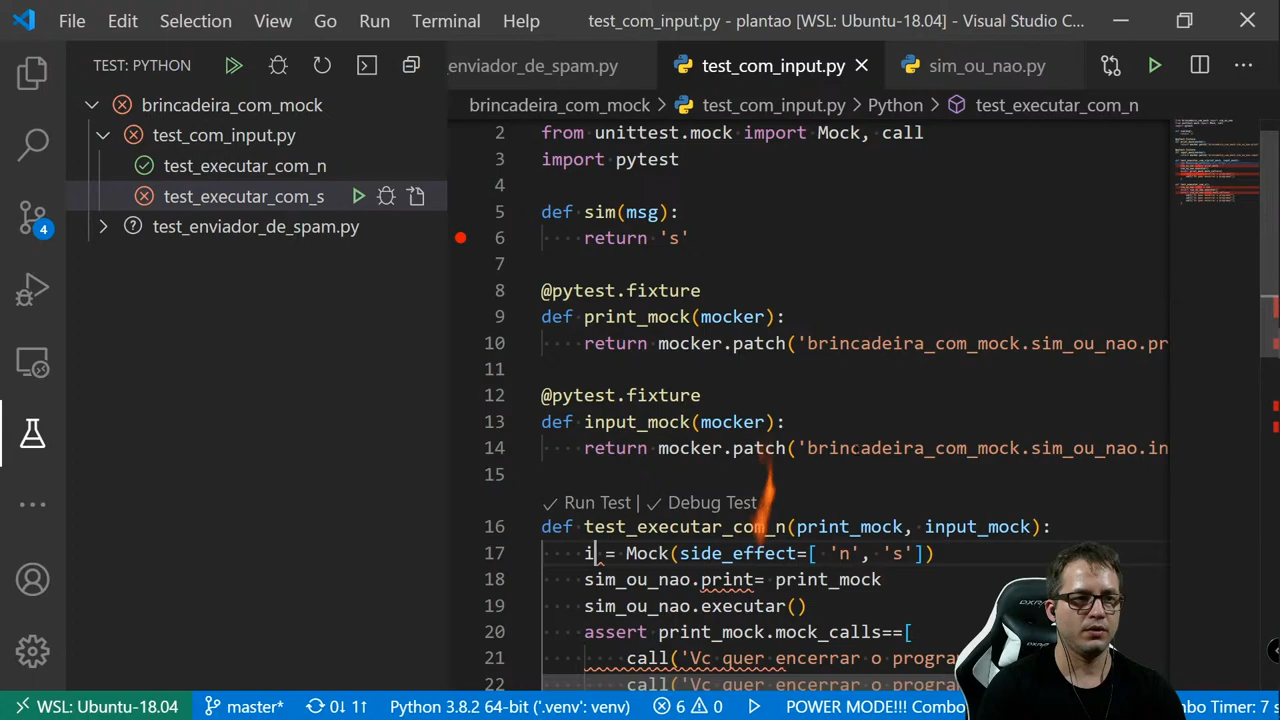 File Edit Selection View Go Run Terminal Help test_com_input.py - plantao [WSL: Ubuntu-18.04] - Visual Studio C...
TEST: PYTHON
_enviador_de_spam.py test_com_input.py sim_ou_nao.py
brincadeira_com_mock > test_com_input.py > Python > test_executar_com_n
brincadeira_com_mock
test_com_input.py
test_executar_com_n
test_executar_com_s
test_enviador_de_spam.py
4
2 from unittest.mock import Mock, call
3 import pytest
4
5 def sim(msg):
6 return 's'
7
8 @pytest.fixture
9 def print_mock(mocker):
10 return mocker.patch('brincadeira_com_mock.sim_ou_nao.pr
11
12 @pytest.fixture
13 def input_mock(mocker):
14 return mocker.patch('brincadeira_com_mock.sim_ou_nao.in
15
✓ Run Test | ✓ Debug Test
16 def test_executar_com_n(print_mock, input_mock):
17 i = Mock(side_effect=[ 'n', 's'])
18 sim_ou_nao.print= print_mock
19 sim_ou_nao.executar()
20 assert print_mock.mock_calls==[
21 call('Vc quer encerrar o progra
22 call('Vc quer encerrar o progra
DXR
WSL: Ubuntu-18.04 master* 0↓ 1↑ Python 3.8.2 64-bit ('.venv': venv) 6 0 POWER MODE!!! Combo mbo Timer: 7 s